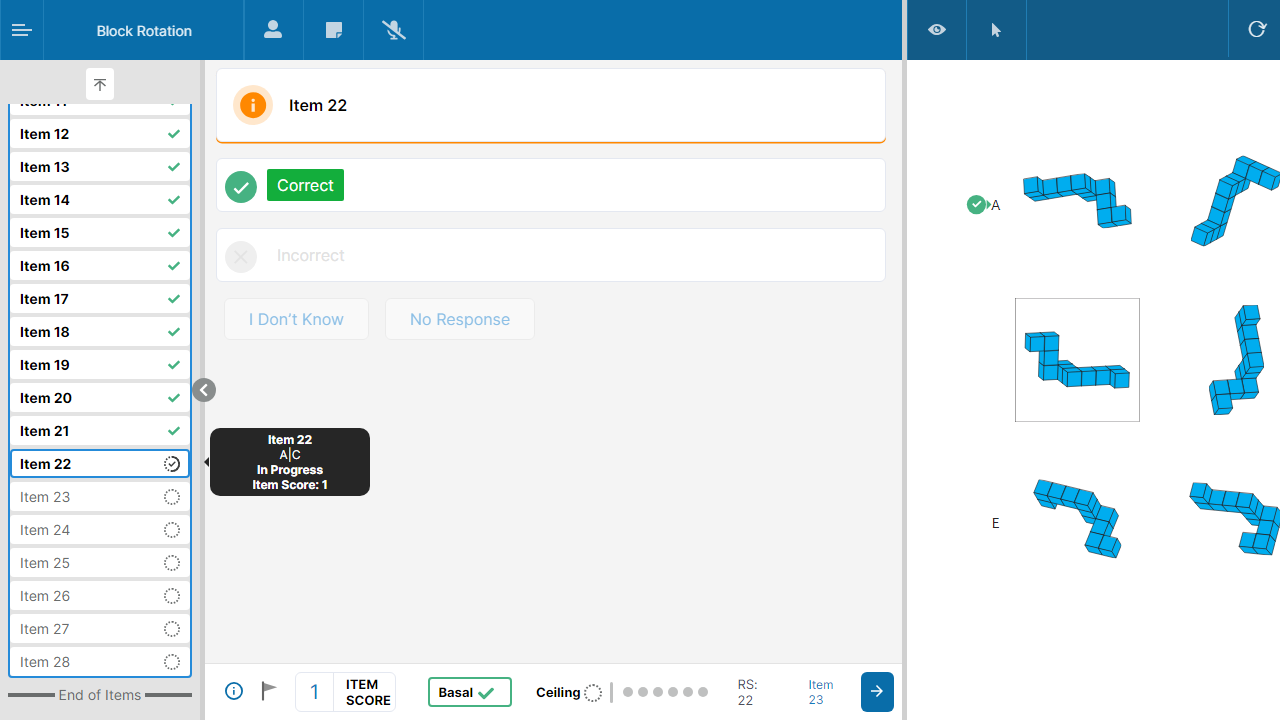 Block Rotation
Item 12
Item 13
Item 14
Item 15
Item 16
Item 17
Item 18
Item 19
Item 20
Item 21
Item 22
Item 23
Item 24
Item 25
Item 26
Item 27
Item 28
End of Items
Item 22
Correct
Incorrect
I Don't Know
No Response
Item 22
A|C
In Progress
Item Score: 1
1
ITEM
SCORE
Basal
Ceiling
RS:
22
Item
23
A
E